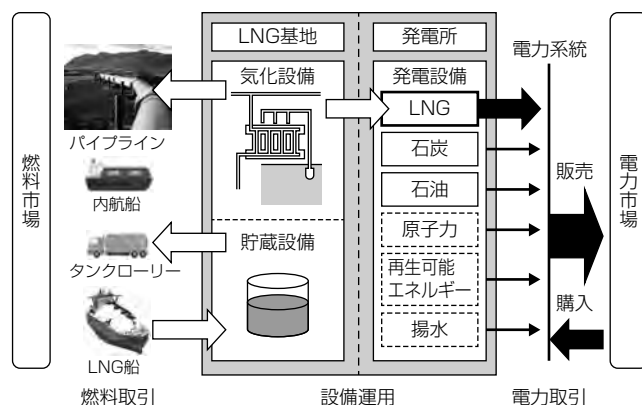 燃料市場
パイプライン
内航船
タンクローリー
LNG船
燃料取引
LNG基地
気化設備
貯蔵設備
設備運用
発電所
発電設備
LNG
石炭
石油
原子力
再生可能
エネルギー
揚水
電力系統
販売
購入
電力取引
電力市場